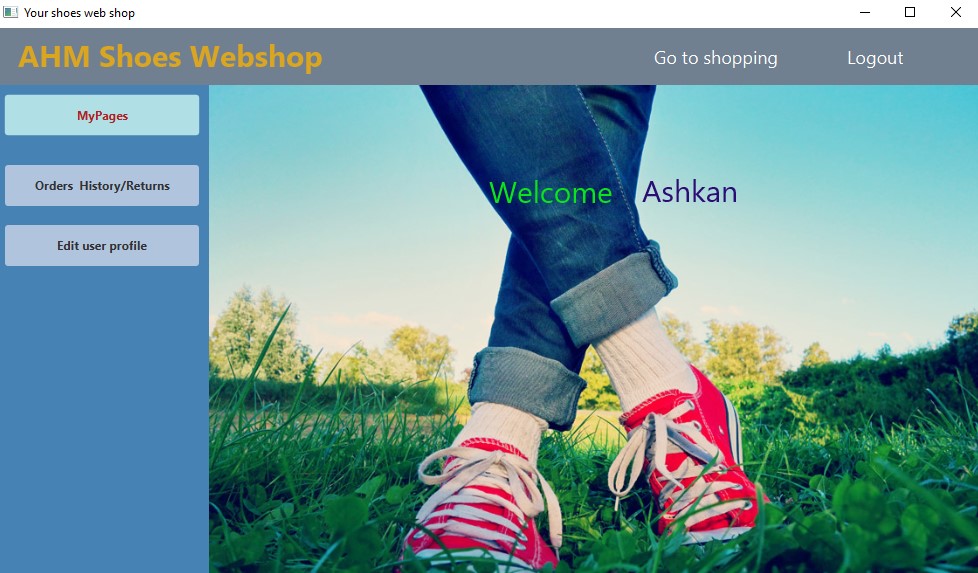 Your shoes web shop
AHM Shoes Webshop
Go to shopping
Logout
MyPages
Orders  History/Returns
Edit user profile
Welcome Ashkan